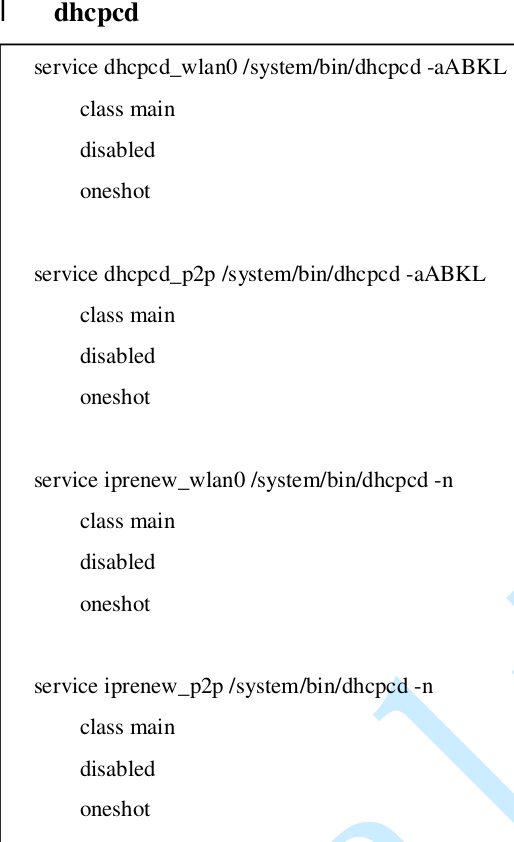 dhcpcd
service dhcpcd_wlan0 /system/bin/dhcpcd -aABKL
class main
disabled
oneshot
service dhcpcd_p2p /system/bin/dhcpcd -aABKL
class main
disabled
oneshot
service iprenew_wlan0 /system/bin/dhcpcd -n
class main
disabled
oneshot
service iprenew_p2p /system/bin/dhcpcd -n
class main
disabled
oneshot